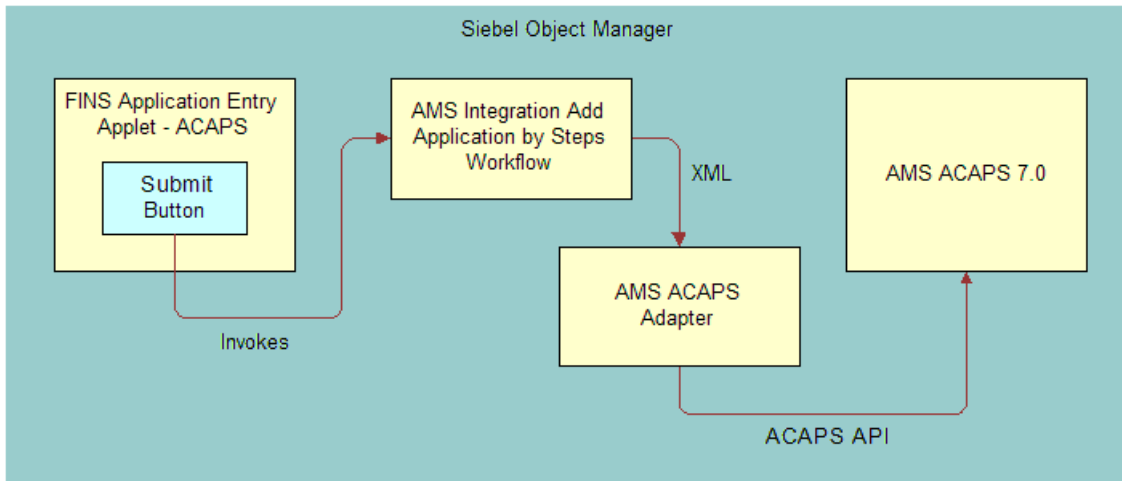 Siebel Object Manager
FINS Application Entry
Applet - ACAPS
Submit
Button
Invokes
AMS Integration Add
Application by Steps
Workflow
XML
AMS ACAPS
Adapter
ACAPS API
AMS ACAPS 7.0